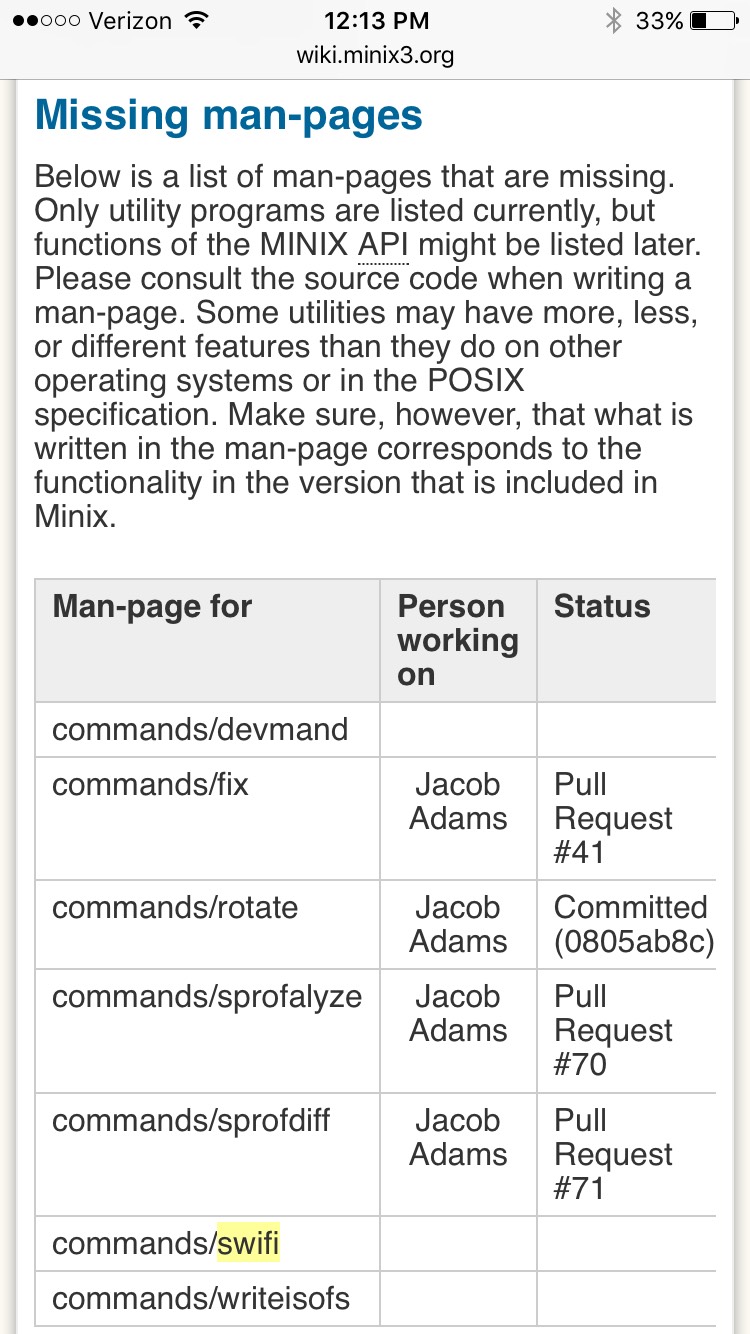 Verizon 12:13 PM 33%
wiki.minix3.org
Missing man-pages
Below is a list of man-pages that are missing.
Only utility programs are listed currently, but
functions of the MINIX API might be listed later.
Please consult the source code when writing a
man-page. Some utilities may have more, less,
or different features than they do on other
operating systems or in the POSIX
specification. Make sure, however, that what is
written in the man-page corresponds to the
functionality in the version that is included in
Minix.
Man-page for Person Status
working
on
commands/devmand
commands/fix Jacob Pull
Adams Request
#41
commands/rotate Jacob Committed
Adams (0805ab8c)
commands/sprofalyze Jacob Pull
Adams Request
#70
commands/sprofdiff Jacob Pull
Adams Request
#71
commands/swifi
commands/writeisofs